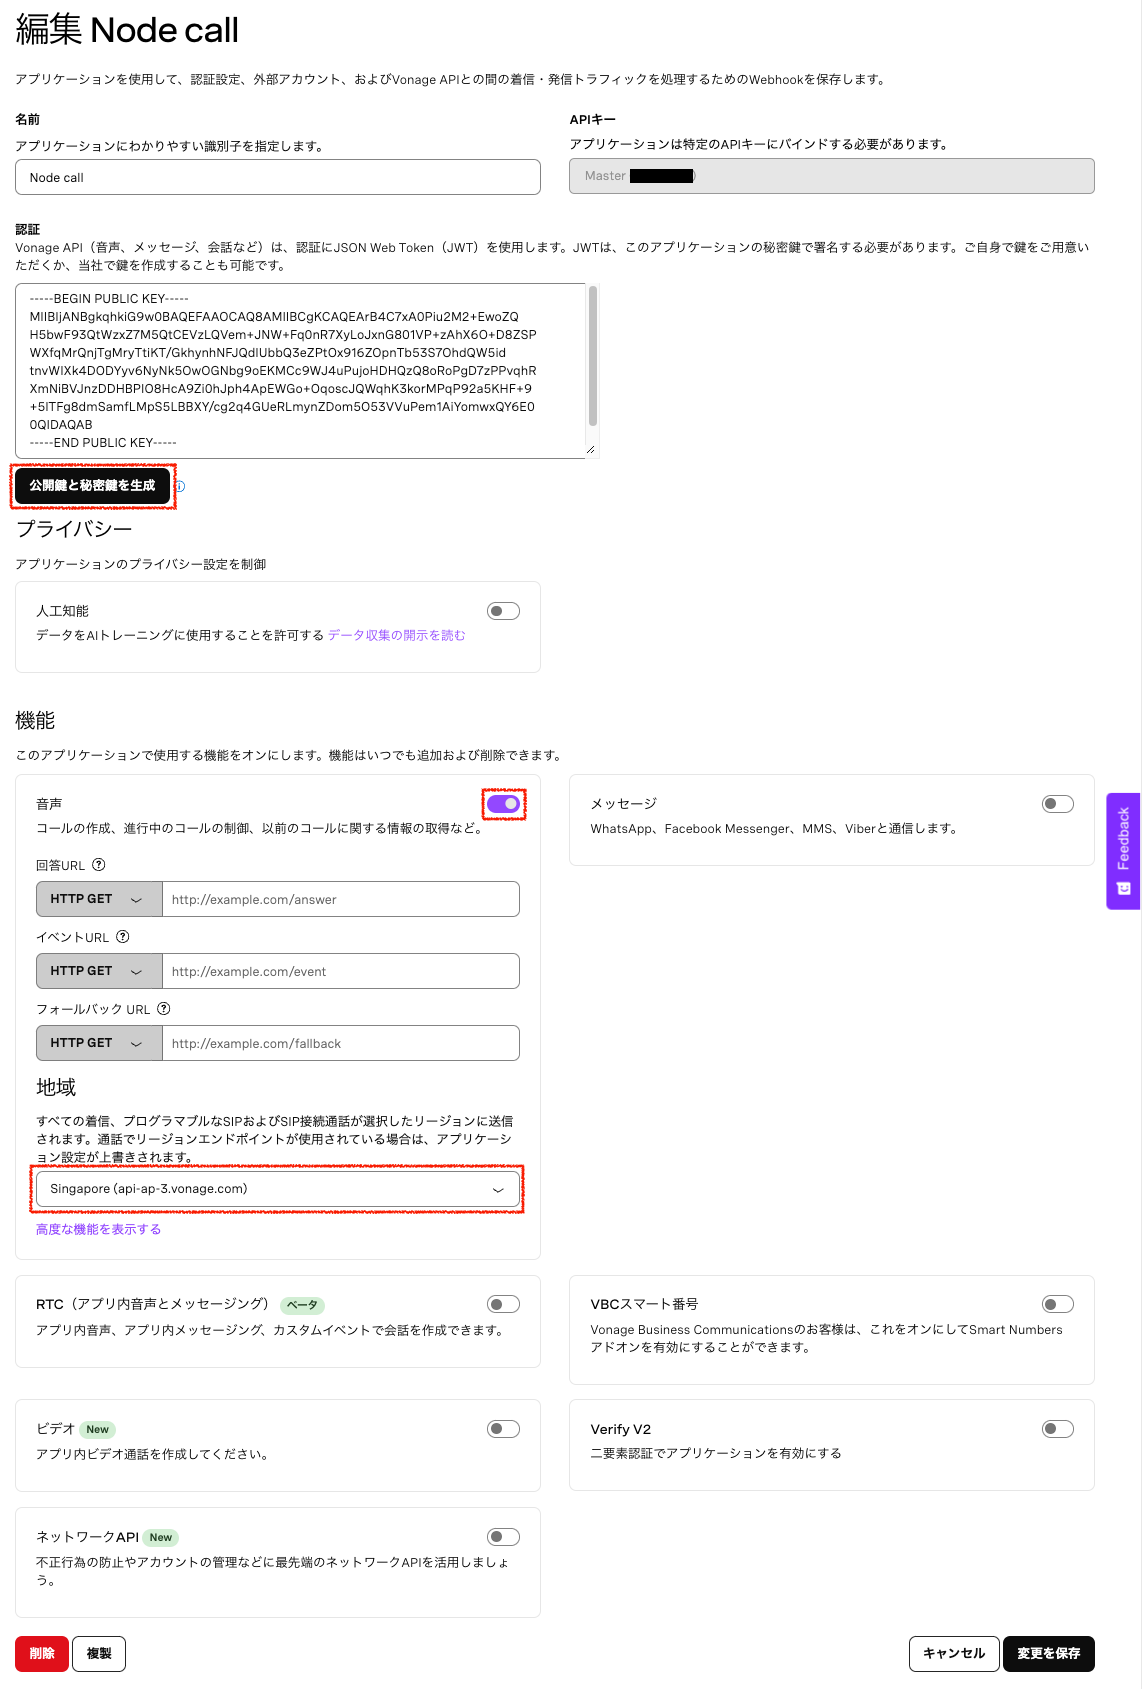 編集 Node call
アプリケーションを使用して、認証設定、外部アカウント、およびVonage APIとの間の着信・発信トラフィックを処理するためのWebhookを保存します。
名前
アプリケーションにわかりやすい識別子を指定します。
Node call
APIキー
アプリケーションは特定のAPIキーにバインドする必要があります。
Master
認証
Vonage API（音声、メッセージ、会話など）は、認証にJSON Web Token（JWT）を使用します。JWTは、このアプリケーションの秘密鍵で署名する必要があります。ご自身で鍵をご用意い
ただくか、当社で鍵を作成することも可能です。
-----BEGIN PUBLIC KEY-----
MIIBIjANBgkqhkiG9w0BAQEFAAOCAQ8AMIIBCgKCAQEArB4C7xA0Piu2M2+EwoZQ
H5bwF93QtWzxZ7M5QtCEVzLQVem+JNW+Fq0nR7XyLoJxnG801VP+zAhX6O+D8ZSP
WXfqMrQnjTgMryTtiKT/GkhynhNFJQdlUbbQ3eZPtOx916ZOpnTb53S7OhdQW5id
tnvWIXk4DODYyv6NyNk5OwOGNbg9oEKMCc9WJ4uPujoHDHQzQ8oRoPgD7zPPvqhR
XmNiBVJnzDDHBPIO8HcA9Zi0hJph4ApEWGo+OqoscJQWqhK3korMPqP92a5KHF+9
+5ITFg8dmSamfLMpS5LBBXY/cg2q4GUeRLmynZDom5O53VVuPem1AiYomwxQY6E0
0QIDAQAB
-----END PUBLIC KEY-----
公開鍵と秘密鍵を生成
プライバシー
アプリケーションのプライバシー設定を制御
人工知能
データをAIトレーニングに使用することを許可する データ収集の開示を読む
機能
このアプリケーションで使用する機能をオンにします。機能はいつでも追加および削除できます。
音声
コールの作成、進行中のコールの制御、以前のコールに関する情報の取得など。
回答URL
HTTP GET
http://example.com/answer
イベントURL
HTTP GET
http://example.com/event
フォールバック URL
HTTP GET
http://example.com/fallback
地域
すべての着信、プログラマブルなSIPおよびSIP接続通話が選択したリージョンに送信
されます。通話でリージョンエンドポイントが使用されている場合は、アプリケーシ
ョン設定が上書きされます。
Singapore (api-ap-3.vonage.com)
高度な機能を表示する
メッセージ
WhatsApp、Facebook Messenger、MMS、Viberと通信します。
Feedback
RTC（アプリ内音声とメッセージング） ベータ
アプリ内音声、アプリ内メッセージング、カスタムイベントで会話を作成できます。
VBCスマート番号
Vonage Business Communicationsのお客様は、これをオンにしてSmart Numbers
アドオンを有効にすることができます。
ビデオ New
アプリ内ビデオ通話を作成してください。
Verify V2
二要素認証でアプリケーションを有効にする
ネットワークAPI New
不正行為の防止やアカウントの管理などに最先端のネットワークAPIを活用しましょ
う。
削除
複製
キャンセル
変更を保存